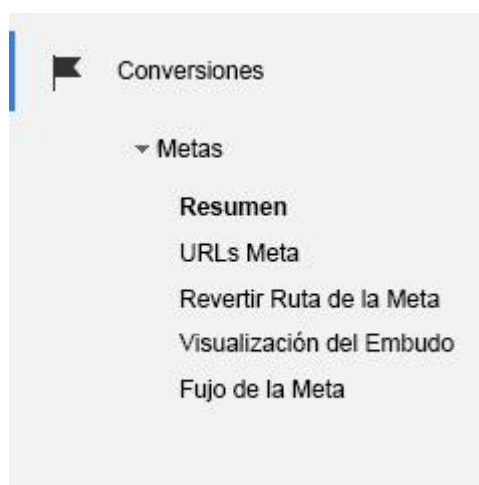 Conversiones
Metas
Resumen
URLs Meta
Revertir Ruta de la Meta
Visualización del Embudo
Fujo de la Meta